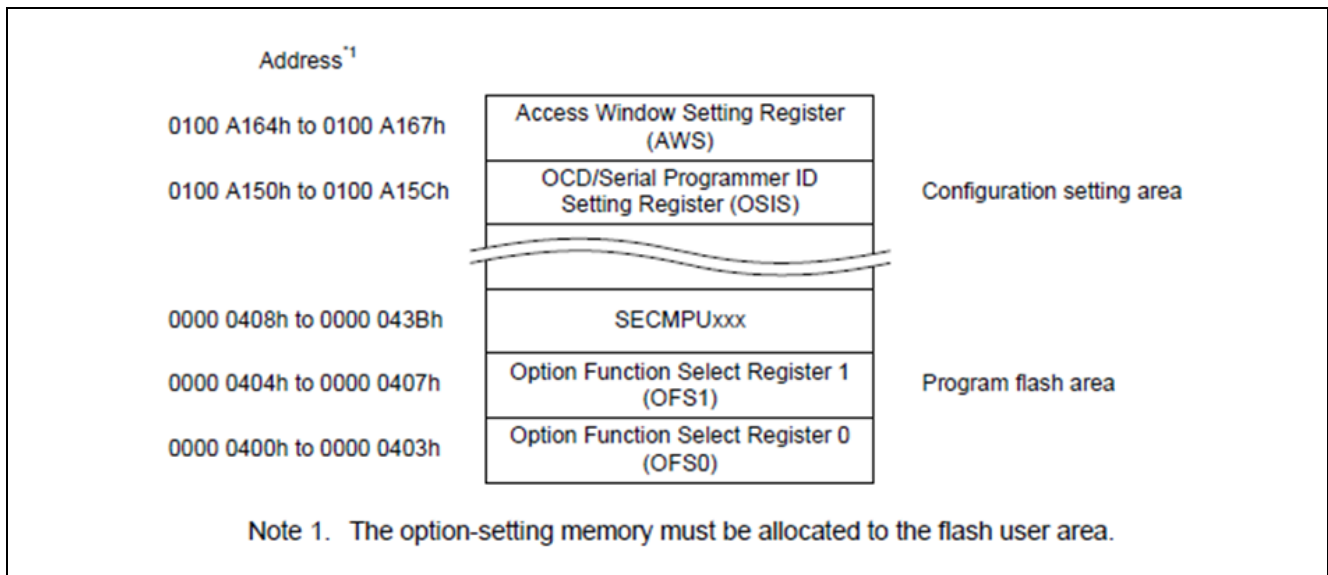 Address*1
0100 A164h to 0100 A167h
Access Window Setting Register
(AWS)
0100 A150h to 0100 A15Ch
OCD/Serial Programmer ID
Setting Register (OSIS)
Configuration setting area
0000 0408h to 0000 043Bh
SECMPUxxx
0000 0404h to 0000 0407h
Option Function Select Register 1
(OFS1)
Program flash area
0000 0400h to 0000 0403h
Option Function Select Register 0
(OFS0)
Note 1. The option-setting memory must be allocated to the flash user area.